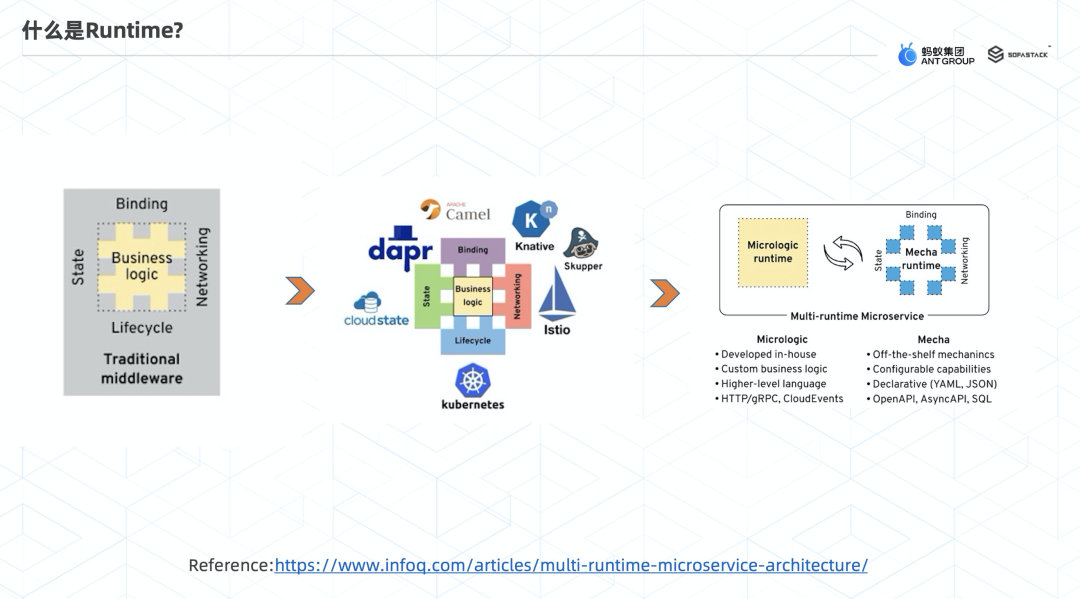 什么是Runtime?
蚂蚁集团
ANT GROUP
SOFASTACK
Binding
State
Business
logic
Networking
Lifecycle
Traditional
middleware
APACHE
Camel
dapr
K
n
Knative
Skupper
Binding
State
Business
logic
Networking
Lifecycle
cloudstate
Istio
kubernetes
Micrologic
runtime
Binding
State
Mecha
runtime
Networking
Multi-runtime Microservice
Micrologic
• Developed in-house
• Custom business logic
• Higher-level language
• HTTP/gRPC, CloudEvents
Mecha
• Off-the-shelf mechanincs
• Configurable capabilities
• Declarative (YAML, JSON)
• OpenAPI, AsyncAPI, SQL
Reference:https://www.infoq.com/articles/multi-runtime-microservice-architecture/